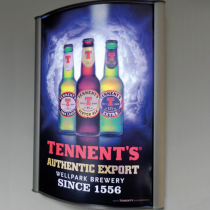 TENNENT'S
AUTHENTIC EXPORT
WELLPARK BREWERY
SINCE 1556